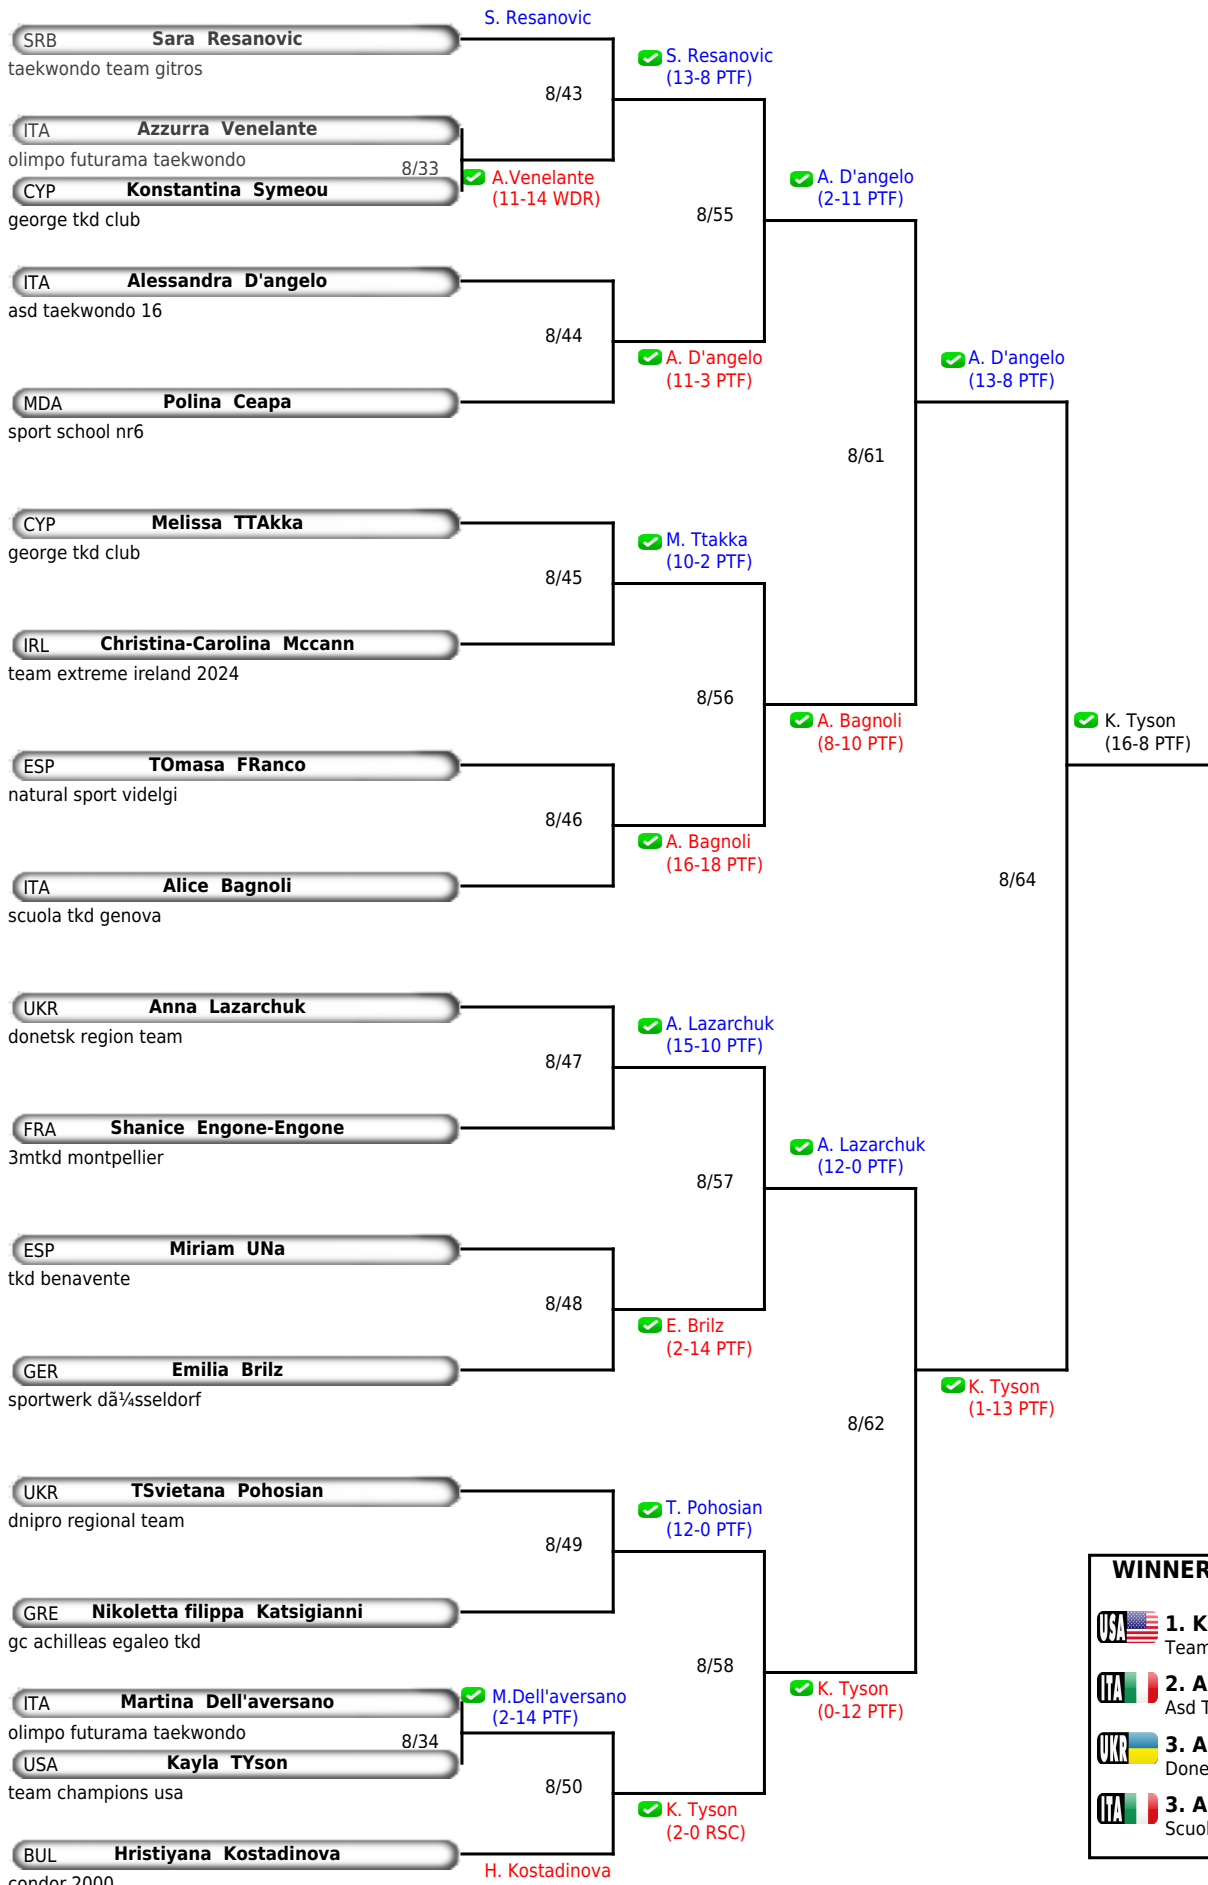 S. Resanovic
SRB Sara Resanovic
taekwondo team gitros
S. Resanovic
(13-8 PTF)
8/43
ITA Azzurra Venelante
olimpo futurama taekwondo
8/33
A.Venelante
(11-14 WDR)
CYP Konstantina Symeou
george tkd club
A. D'angelo
(2-11 PTF)
8/55
ITA Alessandra D'angelo
asd taekwondo 16
8/44
A. D'angelo
(11-3 PTF)
A. D'angelo
(13-8 PTF)
MDA Polina Ceapa
sport school nr6
8/61
CYP Melissa TTAkka
george tkd club
M. Ttakka
(10-2 PTF)
8/45
IRL Christina-Carolina Mccann
team extreme ireland 2024
8/56
A. Bagnoli
(8-10 PTF)
K. Tyson
(16-8 PTF)
ESP TOmasa FRanco
natural sport videlgi
8/46
A. Bagnoli
(16-18 PTF)
8/64
ITA Alice Bagnoli
scuola tkd genova
UKR Anna Lazarchuk
donetsk region team
A. Lazarchuk
(15-10 PTF)
8/47
FRA Shanice Engone-Engone
3mtkd montpellier
A. Lazarchuk
(12-0 PTF)
8/57
ESP Miriam UNa
tkd benavente
8/48
E. Brilz
(2-14 PTF)
GER Emilia Brilz
sportwerk dã¼sseldorf
K. Tyson
(1-13 PTF)
8/62
UKR TSvietana Pohosian
dnipro regional team
T. Pohosian
(12-0 PTF)
8/49
GRE Nikoletta filippa Katsigianni
gc achilleas egaleo tkd
8/58
K. Tyson
(0-12 PTF)
ITA Martina Dell'aversano
olimpo futurama taekwondo
8/34
M.Dell'aversano
(2-14 PTF)
USA Kayla TYson
team champions usa
8/50
K. Tyson
(2-0 RSC)
BUL Hristiyana Kostadinova
condor 2000
H. Kostadinova
WINNER
USA 1. K
Team
ITA 2. A
Asd T
UKR 3. A
Done
ITA 3. A
Scuol